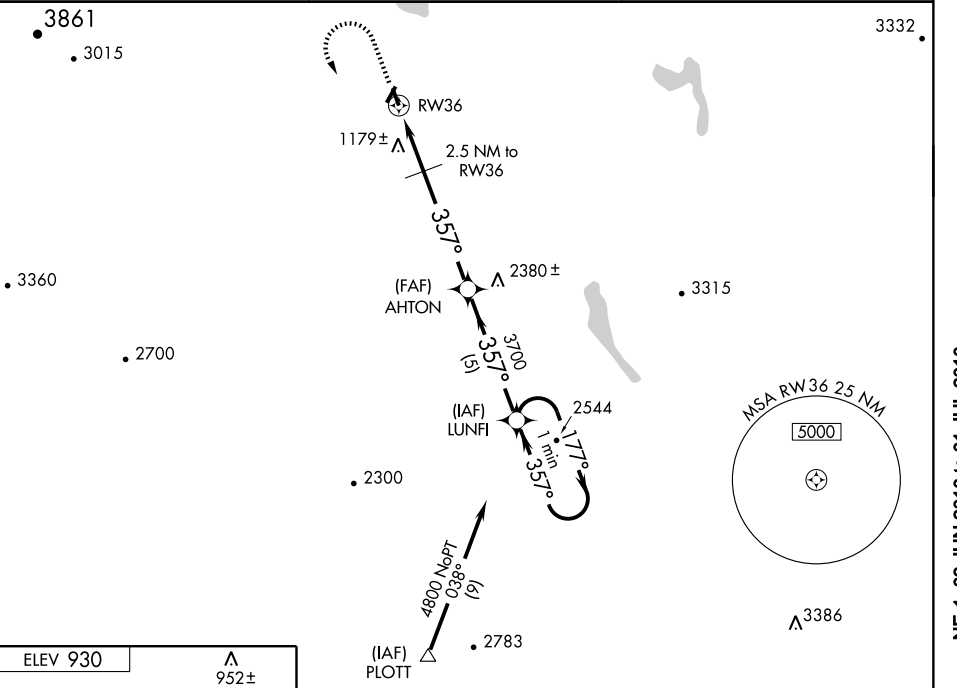 3861
3015
3332
RW36
1179±
2.5 NM to
RW36
357°
3360
(FAF)
AHTON
2380±
3315
2700
3700
357°
(5)
MSA RW36 25 NM
5000
(IAF)
LUNFI
2544
177°
1 min
357°
2300
4800 NoPT
038°
(9)
3386
(IAF)
PLOTT
2783
ELEV 930
952±